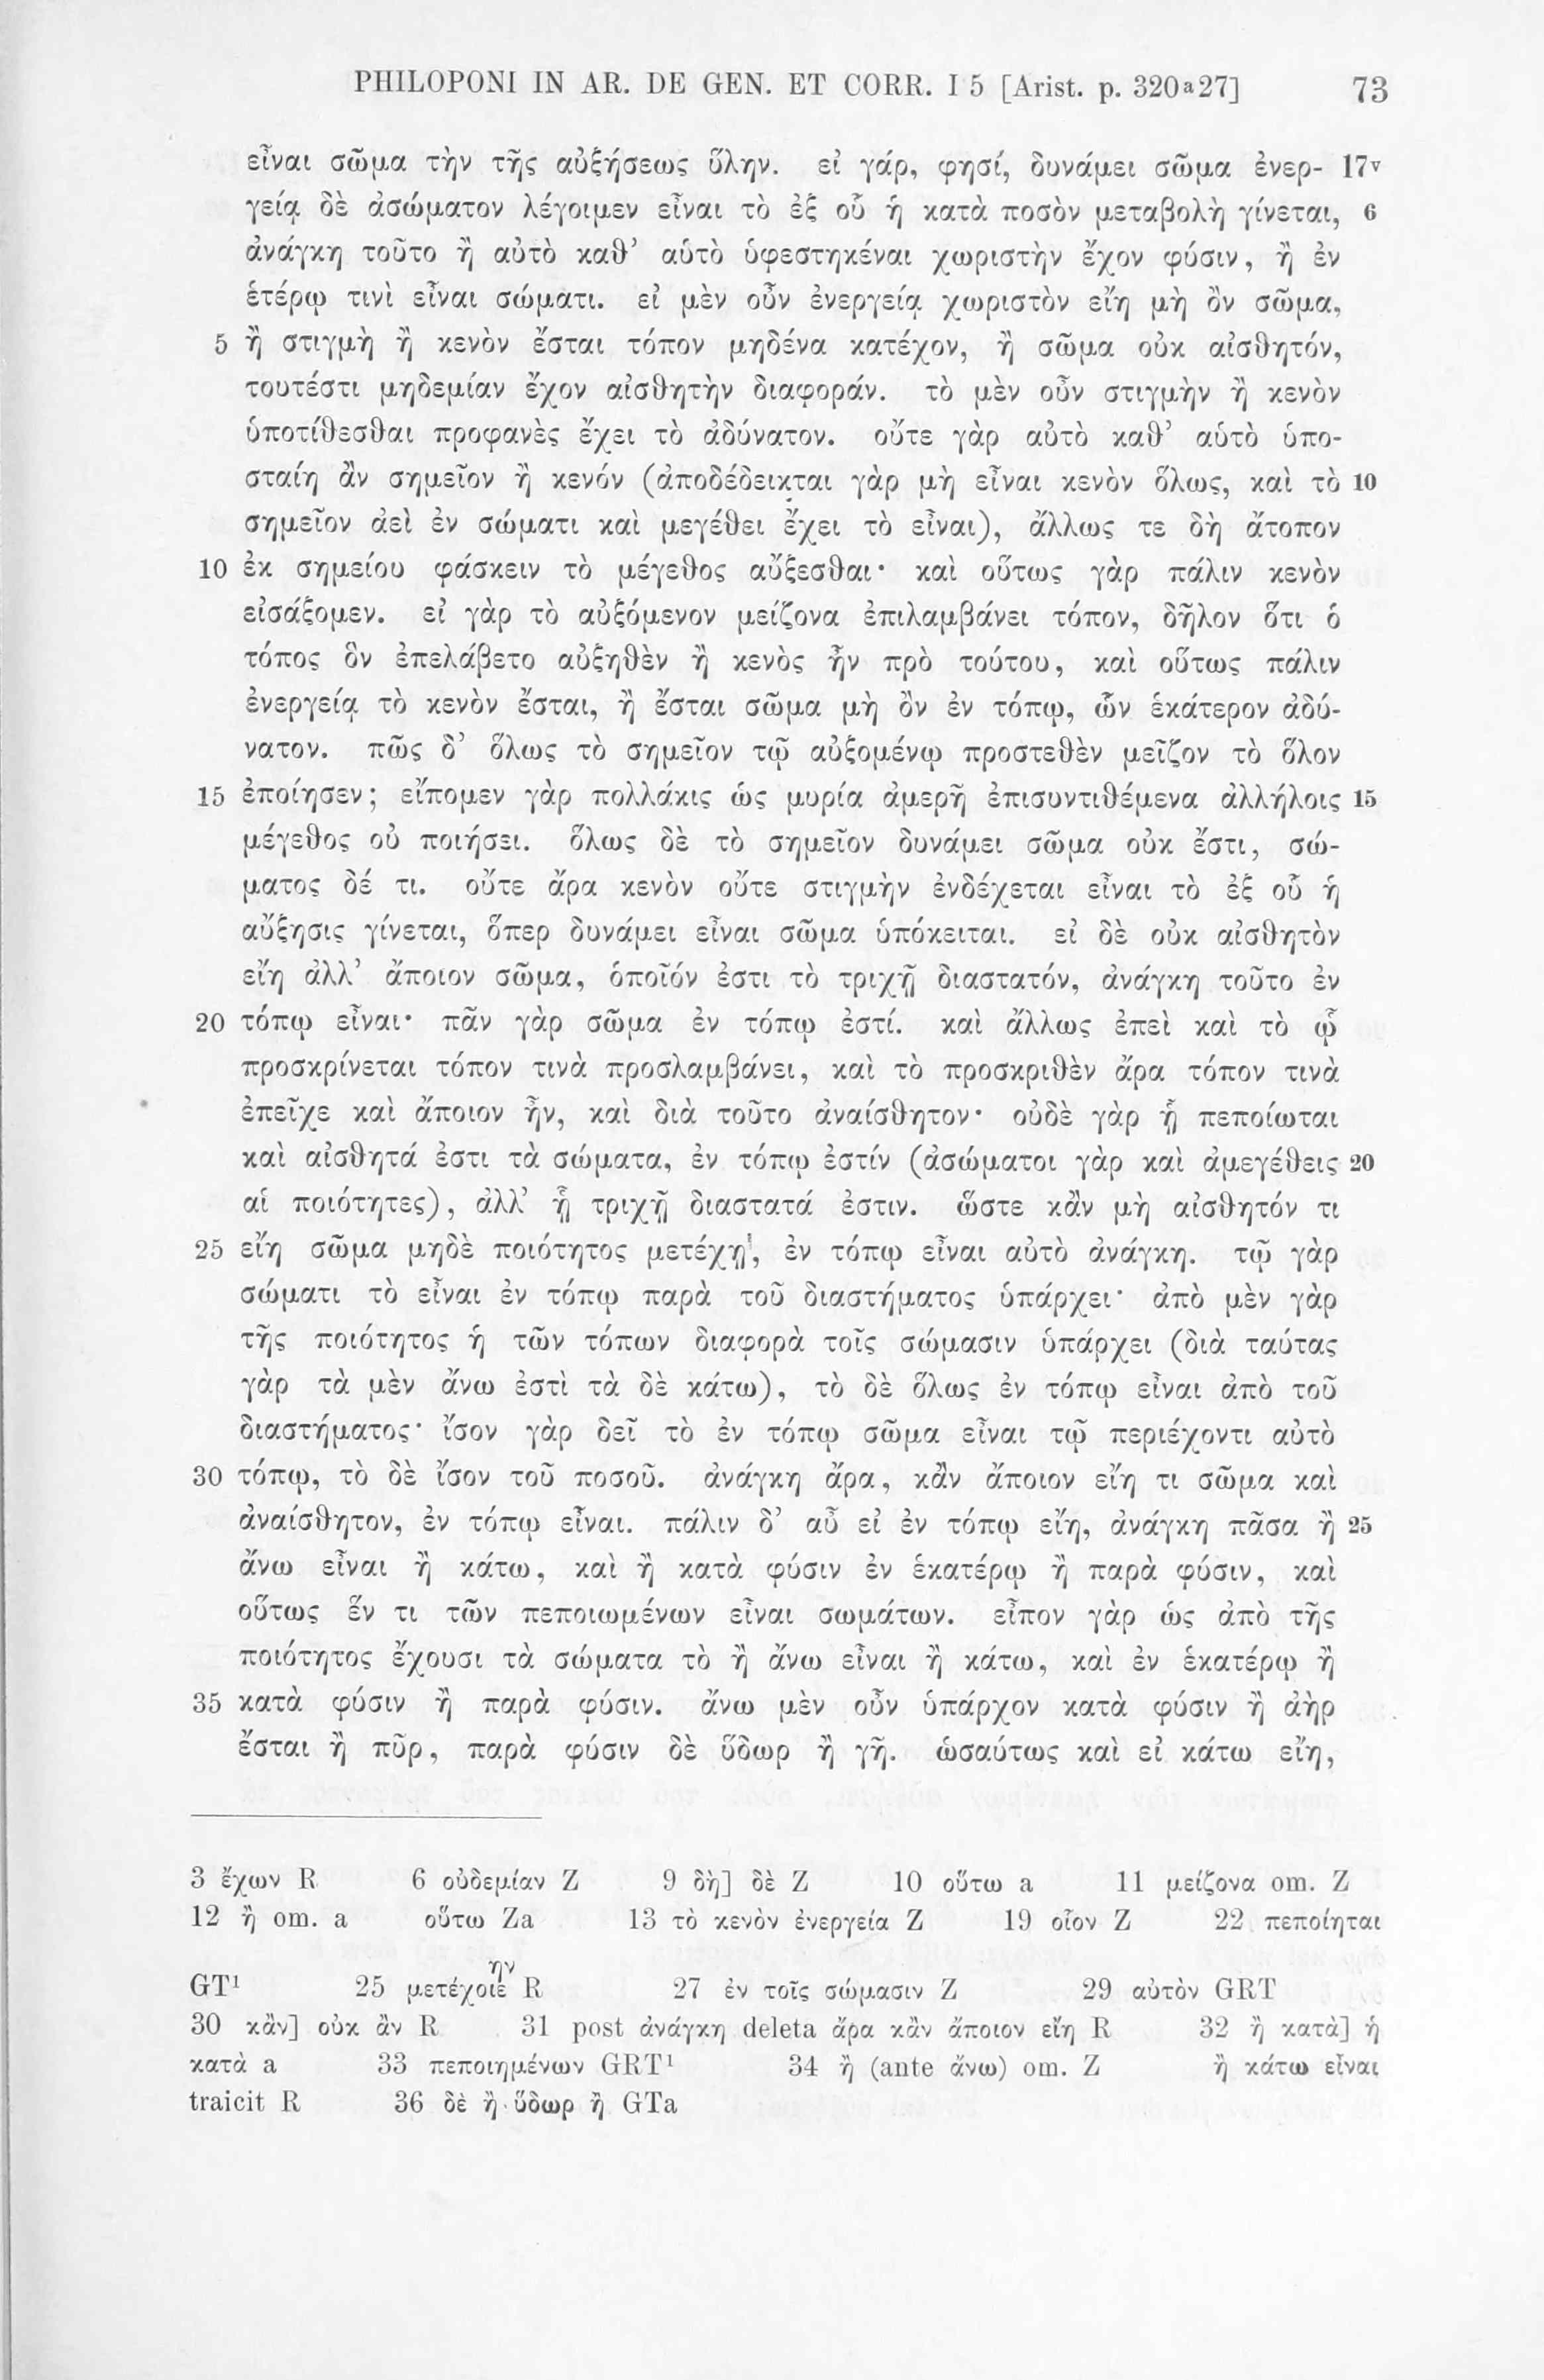 PHILOPONI IN AR. DE GEN. ET CORR. I 5 [Arist. p. 320a27] 73
εἶναι σῶμα τὴν τῆς αὐξήσεως ὕλην. εἰ γάρ, φησί, δυνάμει σῶμα ἐνερ- 17v
γείᾳ δὲ ἀσώματον λέγοιμεν εἶναι τὸ ἐξ οὗ ἡ κατὰ ποσὸν μεταβολὴ γίνεται, 6
ἀνάγκη τοῦτο ἢ αὐτὸ καθ’ αὑτὸ ὑφεστηκέναι χωριστὴν ἔχον φύσιν, ἢ ἐν
ἑτέρῳ τινὶ εἶναι σώματι. εἰ μὲν οὖν ἐνεργείᾳ χωριστὸν εἴη μὴ ὂν σῶμα,
5 ἢ στιγμὴ ἢ κενὸν ἔσται τόπον μηδένα κατέχον, ἢ σῶμα οὐκ αἰσθητόν,
τουτέστι μηδεμίαν ἔχον αἰσθητὴν διαφοράν. τὸ μὲν οὖν στιγμὴν ἢ κενὸν
ὑποτίθεσθαι προφανὲς ἔχει τὸ ἀδύνατον. οὔτε γὰρ αὐτὸ καθ’ αὑτὸ ὑπο-
σταίη ἂν σημεῖον ἢ κενόν (ἀποδέδεικται γὰρ μὴ εἶναι κενὸν ὅλως, καὶ τὸ 10
σημεῖον ἀεὶ ἐν σώματι καὶ μεγέθει ἔχει τὸ εἶναι), ἄλλως τε δὴ ἄτοπον
10 ἐκ σημείου φάσκειν τὸ μέγεθος αὔξεσθαι· καὶ οὕτως γὰρ πάλιν κενὸν
εἰσάξομεν. εἰ γὰρ τὸ αὐξόμενον μείζονα ἐπιλαμβάνει τόπον, δῆλον ὅτι ὁ
τόπος ὃν ἐπελάβετο αὐξηθὲν ἢ κενὸς ἦν πρὸ τούτου, καὶ οὕτως πάλιν
ἐνεργείᾳ τὸ κενὸν ἔσται, ἢ ἔσται σῶμα μὴ ὂν ἐν τόπῳ, ὧν ἑκάτερον ἀδύ-
νατον. πῶς δ’ ὅλως τὸ σημεῖον τῷ αὐξομένῳ προστεθὲν μεῖζον τὸ ὅλον
15 ἐποίησεν; εἴπομεν γὰρ πολλάκις ὡς μυρία ἀμερῆ ἐπισυντιθέμενα ἀλλήλοις 15
μέγεθος οὐ ποιήσει. ὅλως δὲ τὸ σημεῖον δυνάμει σῶμα οὐκ ἔστι, σώ-
ματος δέ τι. οὔτε ἄρα κενὸν οὔτε στιγμὴν ἐνδέχεται εἶναι τὸ ἐξ οὗ ἡ
αὔξησις γίνεται, ὅπερ δυνάμει εἶναι σῶμα ὑπόκειται. εἰ δὲ οὐκ αἰσθητὸν
εἴη ἀλλ’ ἄποιον σῶμα, ὁποῖόν ἐστι τὸ τριχῇ διαστατόν, ἀνάγκη τοῦτο ἐν
20 τόπῳ εἶναι· πᾶν γὰρ σῶμα ἐν τόπῳ ἐστί. καὶ ἄλλως ἐπεὶ καὶ τὸ ᾧ
προσκρίνεται τόπον τινὰ προσλαμβάνει, καὶ τὸ προσκριθὲν ἄρα τόπον τινὰ
ἐπεῖχε καὶ ἄποιον ἦν, καὶ διὰ τοῦτο ἀναίσθητον· οὐδὲ γὰρ ᾗ πεποίωται
καὶ αἰσθητά ἐστι τὰ σώματα, ἐν τόπῳ ἐστίν (ἀσώματοι γὰρ καὶ ἀμεγέθεις 20
αἱ ποιότητες), ἀλλ’ ᾗ τριχῇ διαστατά ἐστιν. ὥστε κἂν μὴ αἰσθητόν τι
25 εἴη σῶμα μηδὲ ποιότητος μετέχῃ, ἐν τόπῳ εἶναι αὐτὸ ἀνάγκη. τῷ γὰρ
σώματι τὸ εἶναι ἐν τόπῳ παρὰ τοῦ διαστήματος ὑπάρχει· ἀπὸ μὲν γὰρ
τῆς ποιότητος ἡ τῶν τόπων διαφορὰ τοῖς σώμασιν ὑπάρχει (διὰ ταύτας
γὰρ τὰ μὲν ἄνω ἐστὶ τὰ δὲ κάτω), τὸ δὲ ὅλως ἐν τόπῳ εἶναι ἀπὸ τοῦ
διαστήματος· ἴσον γὰρ δεῖ τὸ ἐν τόπῳ σῶμα εἶναι τῷ περιέχοντι αὐτὸ
30 τόπῳ, τὸ δὲ ἴσον τοῦ ποσοῦ. ἀνάγκη ἄρα, κἂν ἄποιον εἴη τι σῶμα καὶ
ἀναίσθητον, ἐν τόπῳ εἶναι. πάλιν δ’ αὖ εἰ ἐν τόπῳ εἴη, ἀνάγκη πᾶσα ἢ 25
ἄνω εἶναι ἢ κάτω, καὶ ἢ κατὰ φύσιν ἐν ἑκατέρῳ ἢ παρὰ φύσιν, καὶ
οὕτως ἕν τι τῶν πεποιωμένων εἶναι σωμάτων. εἶπον γὰρ ὡς ἀπὸ τῆς
ποιότητος ἔχουσι τὰ σώματα τὸ ἢ ἄνω εἶναι ἢ κάτω, καὶ ἐν ἑκατέρῳ ἢ
35 κατὰ φύσιν ἢ παρὰ φύσιν. ἄνω μὲν οὖν ὑπάρχον κατὰ φύσιν ἢ ἀὴρ
ἔσται ἢ πῦρ, παρὰ φύσιν δὲ ὕδωρ ἢ γῆ. ὡσαύτως καὶ εἰ κάτω εἴη,
3 ἔχων R 6 οὐδεμίαν Z 9 δὴ] δὲ Z 10 οὕτω a 11 μείζονα om. Z
12 ἢ om. a οὕτω Za 13 τὸ κενὸν ἐνεργεία Z 19 οἷον Z 22 πεποίηται
ην
GT1 25 μετέχοιε R 27 ἐν τοῖς σώμασιν Z 29 αὐτὸν GRT
30 κἂν] οὐκ ἂν R 31 post ἀνάγκη deleta ἄρα κἂν ἄποιον εἴη R 32 ἢ κατὰ] ἡ
κατὰ a 33 πεποιημένων GRT1 34 ἢ (ante ἄνω) om. Z ἢ κάτω εἶναι
traicit R 36 δὲ ἢ ὕδωρ ἢ GTa